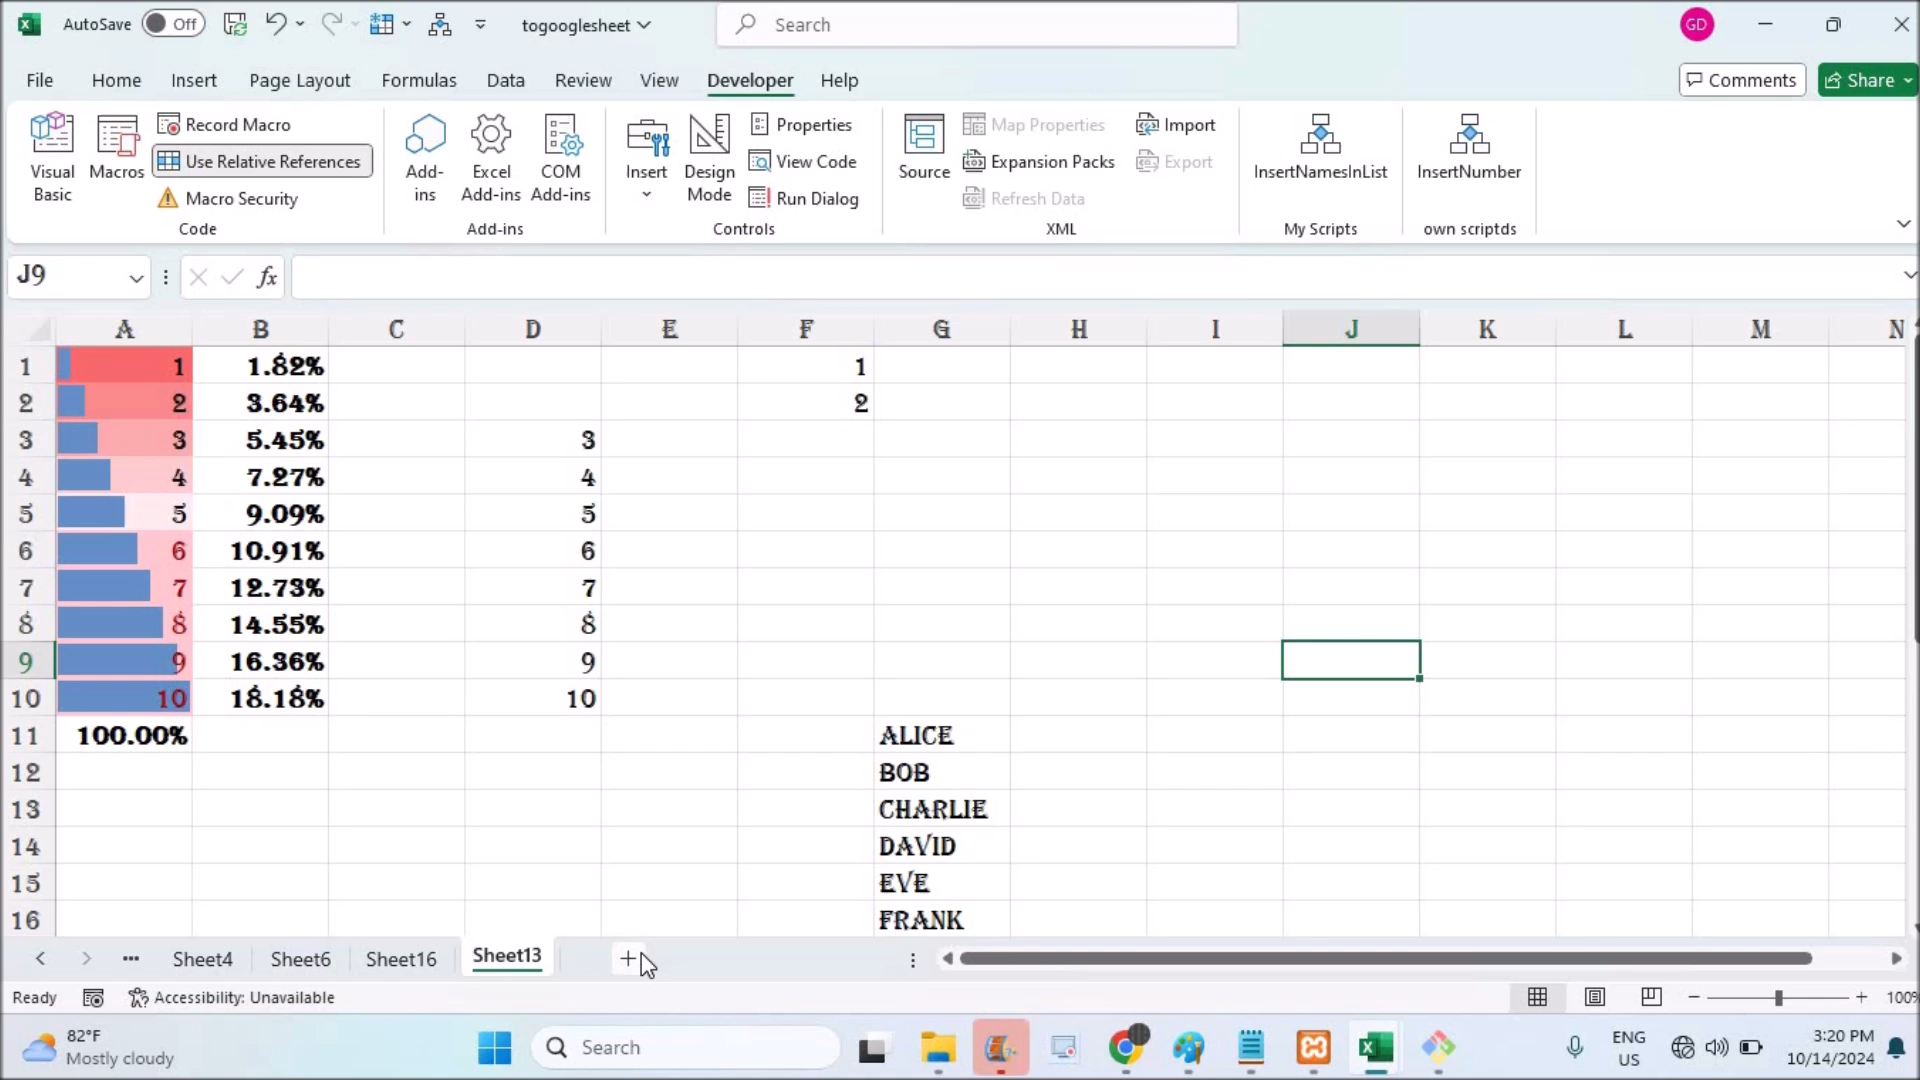 AutoSave Off togooglesheet Search GD
File Home Insert Page Layout Formulas Data Review View Developer Help Comments Share
Visual Basic
Macros
Record Macro
Use Relative References
Macro Security
Code
Add-ins
Excel Add-ins
COM Add-ins
Add-ins
Insert
Design Mode
Properties
View Code
Run Dialog
Controls
Source
Map Properties
Expansion Packs
Refresh Data
Import
Export
XML
InsertNamesInList
My Scripts
InsertNumber
own scriptds
J9 fx
A B C D E F G H I J K L M N
1 1 1.82% 1
2 2 3.64% 2
3 3 5.45% 3
4 4 7.27% 4
5 5 9.09% 5
6 6 10.91% 6
7 7 12.73% 7
8 8 14.55% 8
9 9 16.36% 9
10 10 18.18% 10
11 100.00% ALICE
12 BOB
13 CHARLIE
14 DAVID
15 EVE
16 FRANK
Sheet4 Sheet6 Sheet16 Sheet13
Ready Accessibility: Unavailable 100%
82°F
Mostly cloudy
Search
ENG
US
3:20 PM
10/14/2024